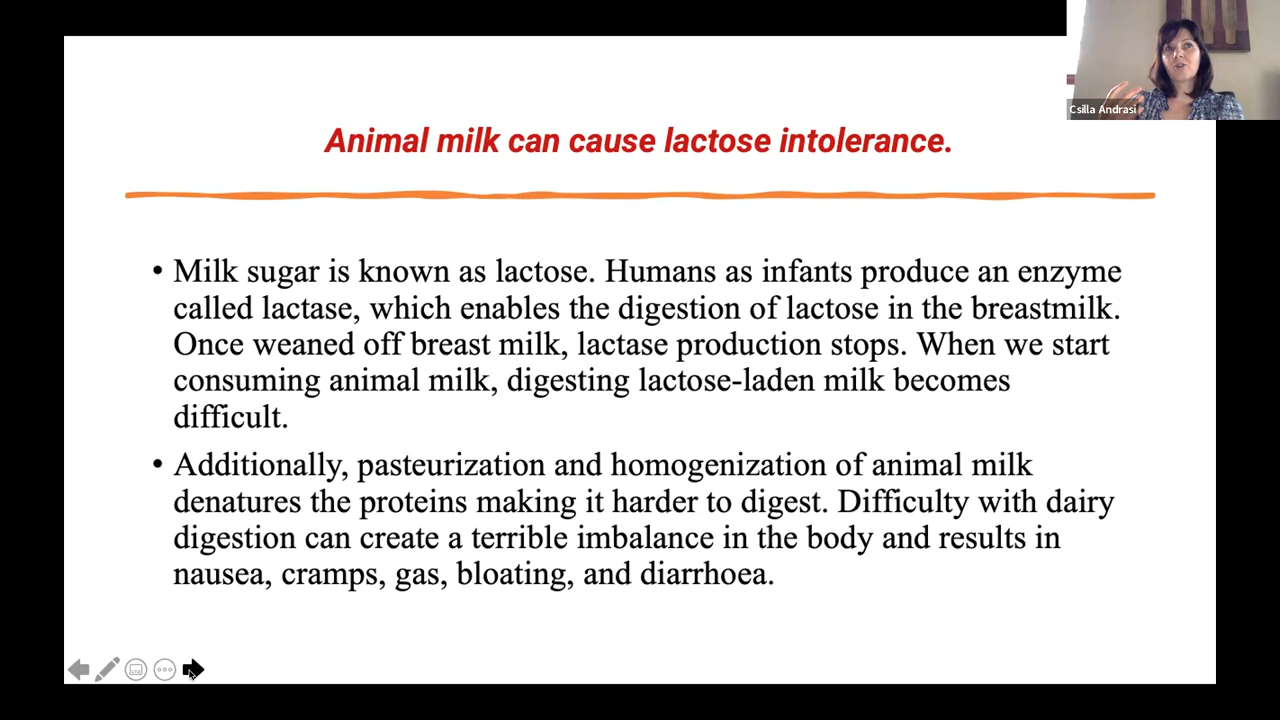 Csilla Andrasi
Animal milk can cause lactose intolerance.
• Milk sugar is known as lactose. Humans as infants produce an enzyme
called lactase, which enables the digestion of lactose in the breastmilk.
Once weaned off breast milk, lactase production stops. When we start
consuming animal milk, digesting lactose-laden milk becomes
difficult.
• Additionally, pasteurization and homogenization of animal milk
denatures the proteins making it harder to digest. Difficulty with dairy
digestion can create a terrible imbalance in the body and results in
nausea, cramps, gas, bloating, and diarrhoea.